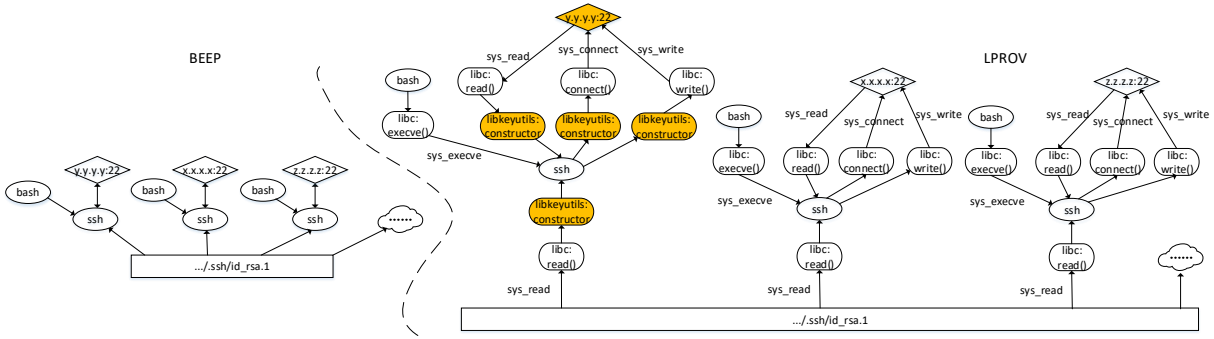 BEEP
y.y.y.y:22
x.x.x.x:22
z.z.z.z:22
bash
bash
bash
ssh
ssh
ssh
......
.../.ssh/id_rsa.1
LPROV
y.y.y.y:22
sys_read
sys_connect
sys_write
bash
libc:
read()
libc:
connect()
libc:
write()
libc:
execve()
libkeyutils:
constructor
libkeyutils:
constructor
libkeyutils:
constructor
sys_execve
ssh
libkeyutils:
constructor
libc:
read()
sys_read
x.x.x.x:22
bash
sys_read
sys_connect
sys_write
libc:
execve()
libc:
read()
libc:
connect()
libc:
write()
sys_execve
ssh
libc:
read()
sys_read
z.z.z.z:22
bash
sys_read
sys_connect
sys_write
libc:
execve()
libc:
read()
libc:
connect()
libc:
write()
sys_execve
ssh
libc:
read()
sys_read
......
.../.ssh/id_rsa.1